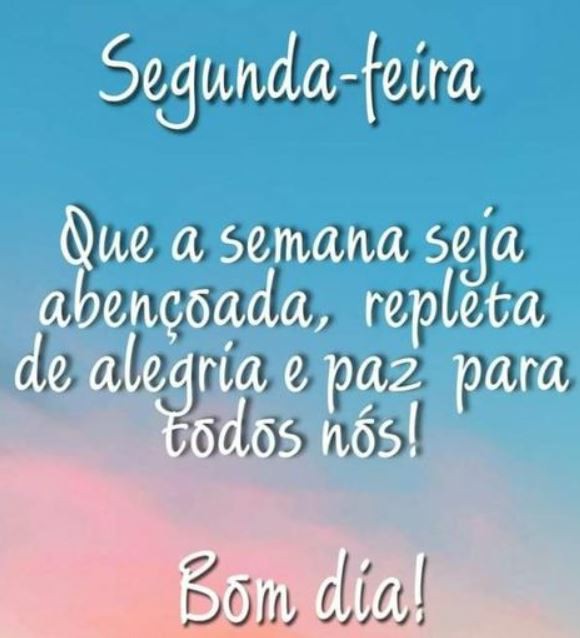 Segunda-feira
Que a semana seja
abençoada, repleta
de alegria e paz para
todos nós!
Bom dia!